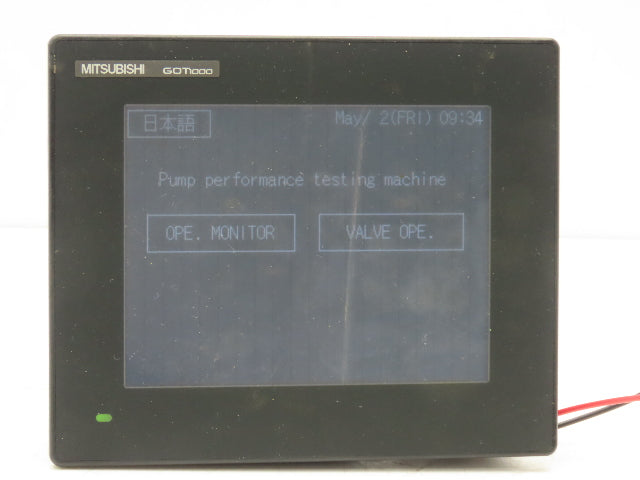 MITSUBISHI GOT1000
日本語 May/ 2(FRI) 09:34
Pump performance testing machine
OPE. MONITOR VALVE OPE.